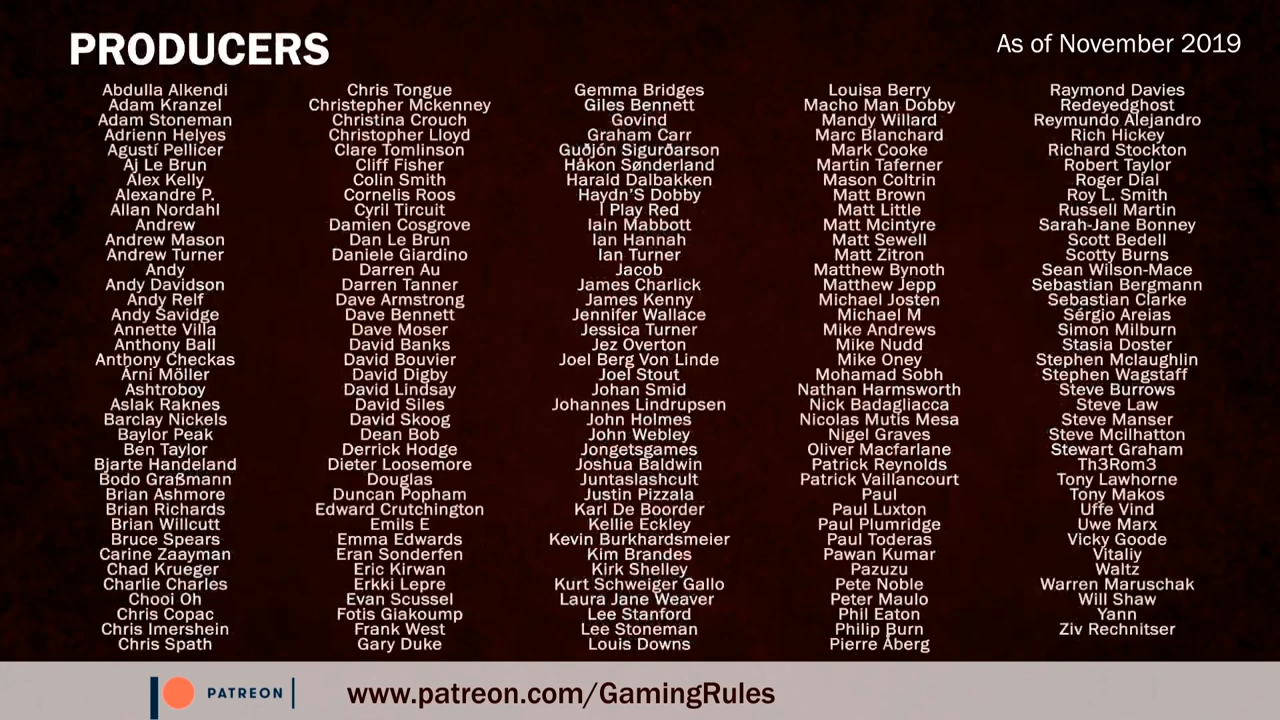 PRODUCERS
As of November 2019
Abdulla Alkendi
Adam Kranzel
Adam Stoneman
Adrienn Helyes
Agustí Pellicer
Aj Le Brun
Alex Kelly
Alexandre P.
Allan Nordahl
Andrew
Andrew Mason
Andrew Turner
Andy
Andy Davidson
Andy Relf
Andy Savidge
Annette Villa
Anthony Ball
Anthony Checkas
Árni Möller
Ashtroboy
Aslak Raknes
Barclay Nickels
Baylor Peak
Ben Taylor
Bjarte Handeland
Bodo Graßmann
Brian Ashmore
Brian Richards
Brian Willcutt
Bruce Spears
Carine Zaayman
Chad Krueger
Charlie Charles
Chooi Oh
Chris Copac
Chris Imershein
Chris Spath
Chris Tongue
Christepher Mckenney
Christina Crouch
Christopher Lloyd
Clare Tomlinson
Cliff Fisher
Colin Smith
Cornelis Roos
Cyril Tircuit
Damien Cosgrove
Dan Le Brun
Daniele Giardino
Darren Au
Darren Tanner
Dave Armstrong
Dave Bennett
Dave Moser
David Banks
David Bouvier
David Digby
David Lindsay
David Siles
David Skoog
Dean Bob
Derrick Hodge
Dieter Loosemore
Douglas
Duncan Popham
Edward Crutchington
Emils E
Emma Edwards
Eran Sonderfen
Eric Kirwan
Erkki Lepre
Evan Scussel
Fotis Giakoump
Frank West
Gary Duke
Gemma Bridges
Giles Bennett
Govind
Graham Carr
Guðjón Sigurðarson
Håkon Sønderland
Harald Dalbakken
Haydn'S Dobby
I Play Red
Iain Mabbott
Ian Hannah
Ian Turner
Jacob
James Charlick
James Kenny
Jennifer Wallace
Jessica Turner
Jez Overton
Joel Berg Von Linde
Joel Stout
Johan Smid
Johannes Lindrupsen
John Holmes
John Webley
Jongetsgames
Joshua Baldwin
Juntaslashcult
Justin Pizzala
Karl De Boorder
Kellie Eckley
Kevin Burkhardsmeier
Kim Brandes
Kirk Shelley
Kurt Schweiger Gallo
Laura Jane Weaver
Lee Stanford
Lee Stoneman
Louis Downs
Louisa Berry
Macho Man Dobby
Mandy Willard
Marc Blanchard
Mark Cooke
Martin Taferner
Mason Coltrin
Matt Brown
Matt Little
Matt Mcintyre
Matt Sewell
Matt Zitron
Matthew Bynoth
Matthew Jepp
Michael Josten
Michael M
Mike Andrews
Mike Nudd
Mike Oney
Mohamad Sobh
Nathan Harmsworth
Nick Badagliacca
Nicolas Mutis Mesa
Nigel Graves
Oliver Macfarlane
Patrick Reynolds
Patrick Vaillancourt
Paul
Paul Luxton
Paul Plumridge
Paul Toderas
Pawan Kumar
Pazuzu
Pete Noble
Peter Maulo
Phil Eaton
Philip Burn
Pierre Åberg
Raymond Davies
Redeyedghost
Reymundo Alejandro
Rich Hickey
Richard Stockton
Robert Taylor
Roger Dial
Roy L. Smith
Russell Martin
Sarah-Jane Bonney
Scott Bedell
Scotty Burns
Sean Wilson-Mace
Sebastian Bergmann
Sebastian Clarke
Sérgio Areias
Simon Milburn
Stasia Doster
Stephen Mclaughlin
Stephen Wagstaff
Steve Burrows
Steve Law
Steve Manser
Steve Mcilhatton
Stewart Graham
Th3Rom3
Tony Lawhorne
Tony Makos
Uffe Vind
Uwe Marx
Vicky Goode
Vitaliy
Waltz
Warren Maruschak
Will Shaw
Yann
Ziv Rechnitser
PATREON
www.patreon.com/GamingRules